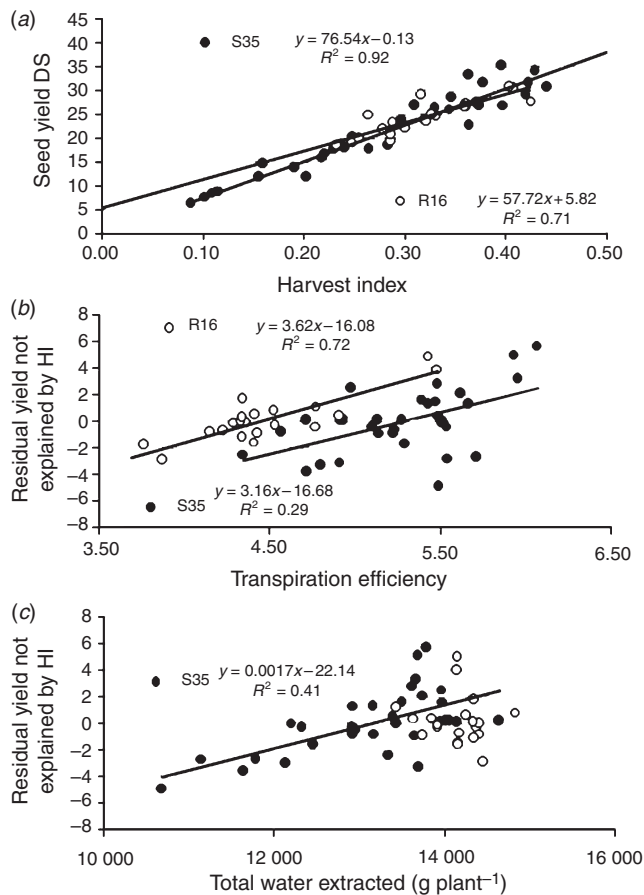 (a)
45
40
35
30
25
20
15
10
5
0
Seed yield DS
S35
y = 76.54x−0.13
R² = 0.92
R16
y = 57.72x+5.82
R² = 0.71
0.00 0.10 0.20 0.30 0.40 0.50
Harvest index
(b)
8
6
4
2
0
−2
−4
−6
−8
Residual yield not
explained by HI
R16
y = 3.62x−16.08
R² = 0.72
S35
y = 3.16x−16.68
R² = 0.29
3.50 4.50 5.50 6.50
Transpiration efficiency
(c)
8
6
4
2
0
−2
−4
−6
−8
Residual yield not
explained by HI
S35
y = 0.0017x−22.14
R² = 0.41
10 000 12 000 14 000 16 000
Total water extracted (g plant⁻¹)